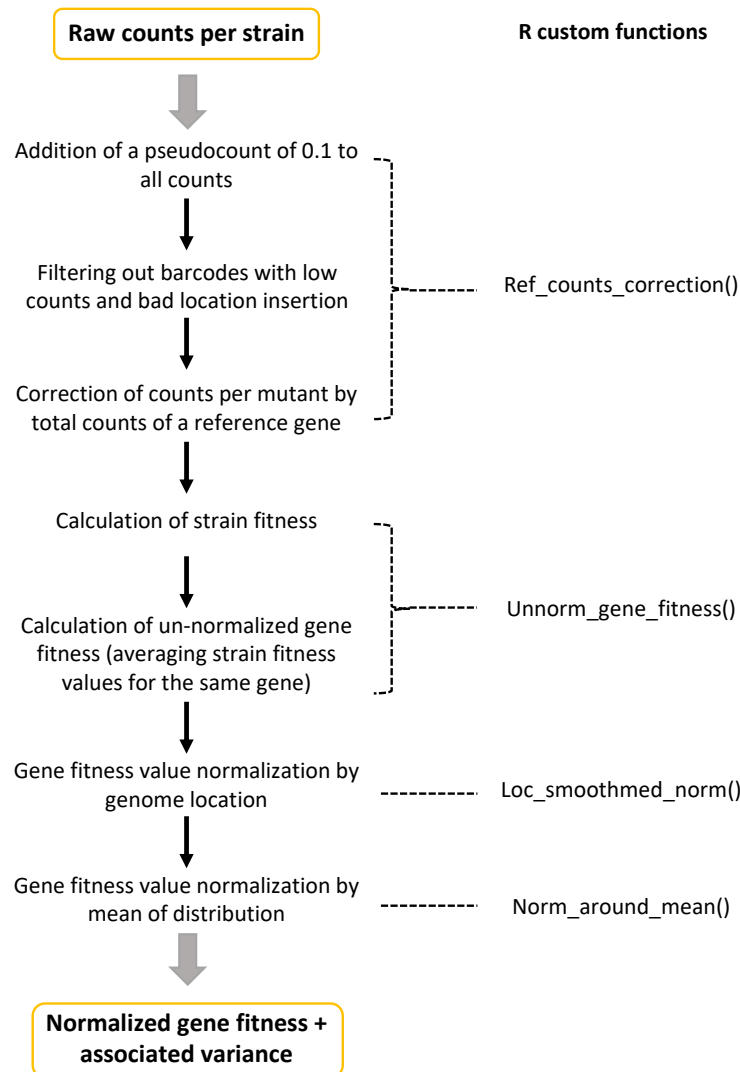 Raw counts per strain
R custom functions
Addition of a pseudocount of 0.1 to
all counts
Filtering out barcodes with low
counts and bad location insertion
Ref_counts_correction()
Correction of counts per mutant by
total counts of a reference gene
Calculation of strain fitness
Calculation of un-normalized gene
fitness (averaging strain fitness
values for the same gene)
Unnorm_gene_fitness()
Gene fitness value normalization by
genome location
Loc_smoothmed_norm()
Gene fitness value normalization by
mean of distribution
Norm_around_mean()
Normalized gene fitness +
associated variance